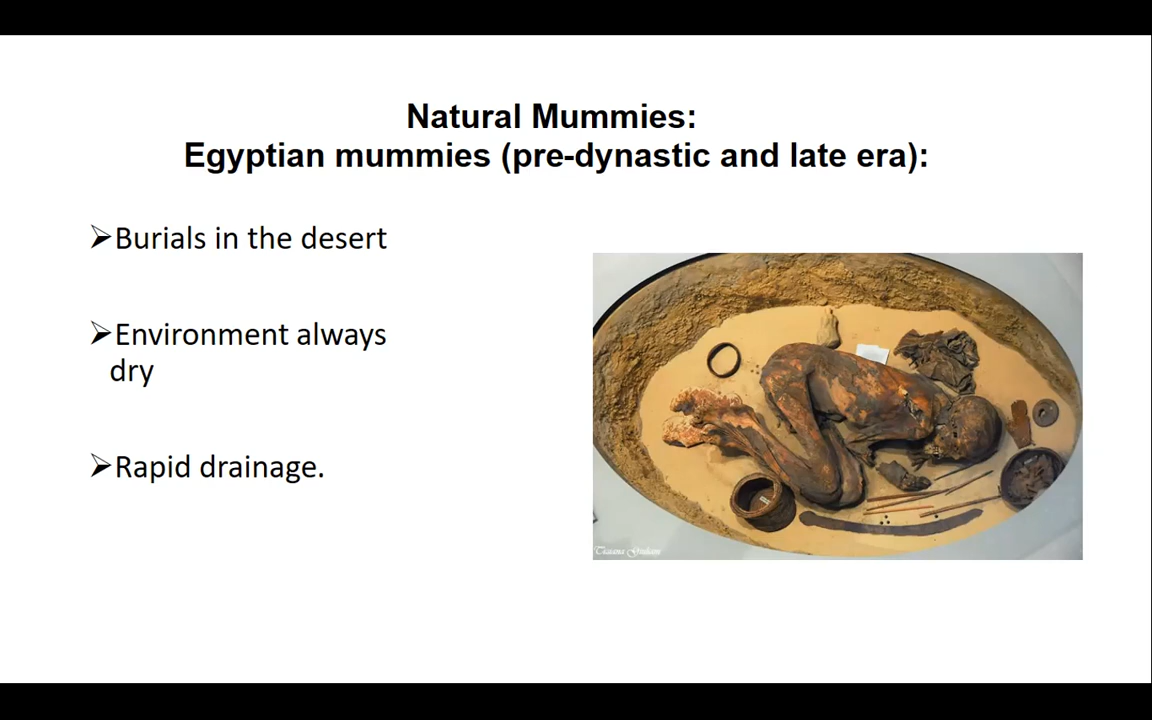 Natural Mummies:
Egyptian mummies (pre-dynastic and late era):
➢Burials in the desert
➢Environment always
dry
➢Rapid drainage.